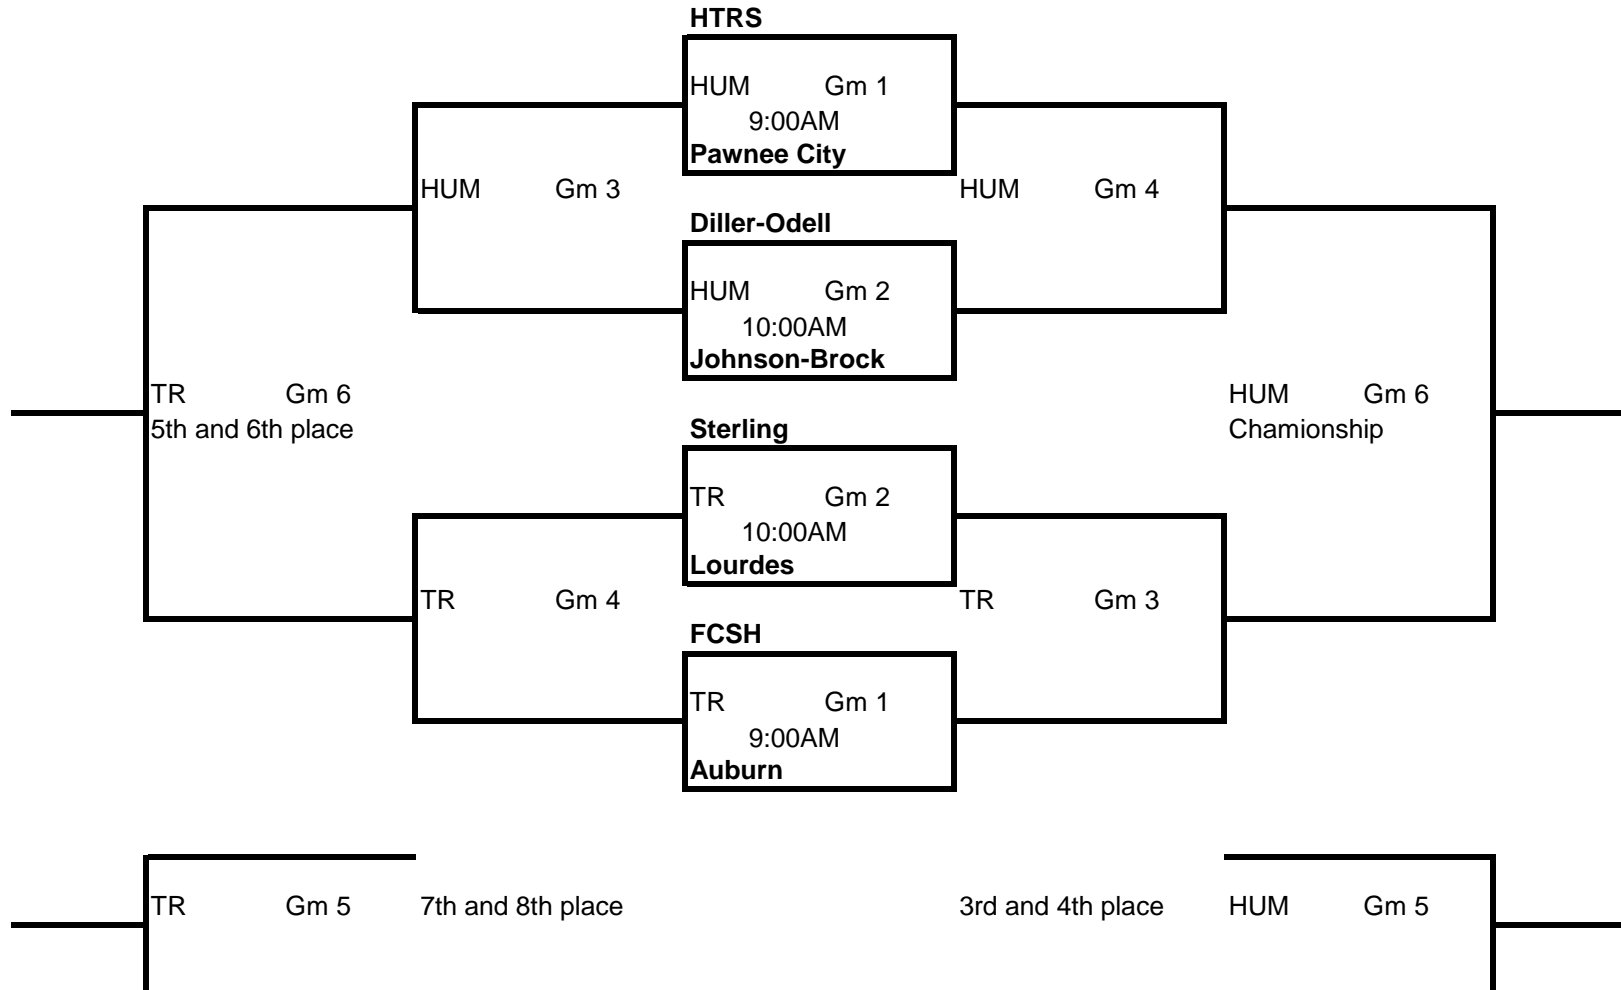 HTRS
HUM Gm 1
9:00AM
Pawnee City
HUM Gm 3
HUM Gm 4
Diller-Odell
HUM Gm 2
10:00AM
Johnson-Brock
TR Gm 6
5th and 6th place
HUM Gm 6
Chamionship
Sterling
TR Gm 2
10:00AM
Lourdes
TR Gm 4
TR Gm 3
FCSH
TR Gm 1
9:00AM
Auburn
TR Gm 5 7th and 8th place
3rd and 4th place HUM Gm 5